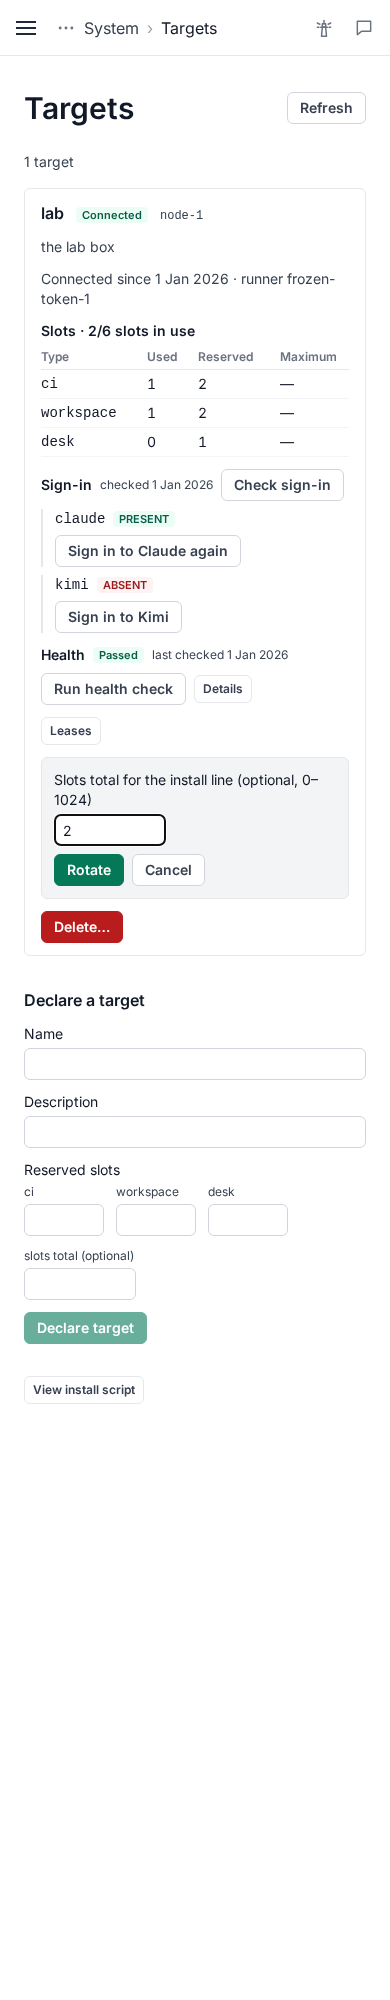 ··· System › Targets
Targets
Refresh
1 target
lab Connected node-1
the lab box
Connected since 1 Jan 2026 · runner frozen-
token-1
Slots · 2/6 slots in use
Type Used Reserved Maximum
ci 1 2 —
workspace 1 2 —
desk 0 1 —
Sign-in checked 1 Jan 2026 Check sign-in
claude PRESENT
Sign in to Claude again
kimi ABSENT
Sign in to Kimi
Health Passed last checked 1 Jan 2026
Run health check Details
Leases
Slots total for the install line (optional, 0–
1024)
2
Rotate Cancel
Delete…
Declare a target
Name
Description
Reserved slots
ci workspace desk
slots total (optional)
Declare target
View install script